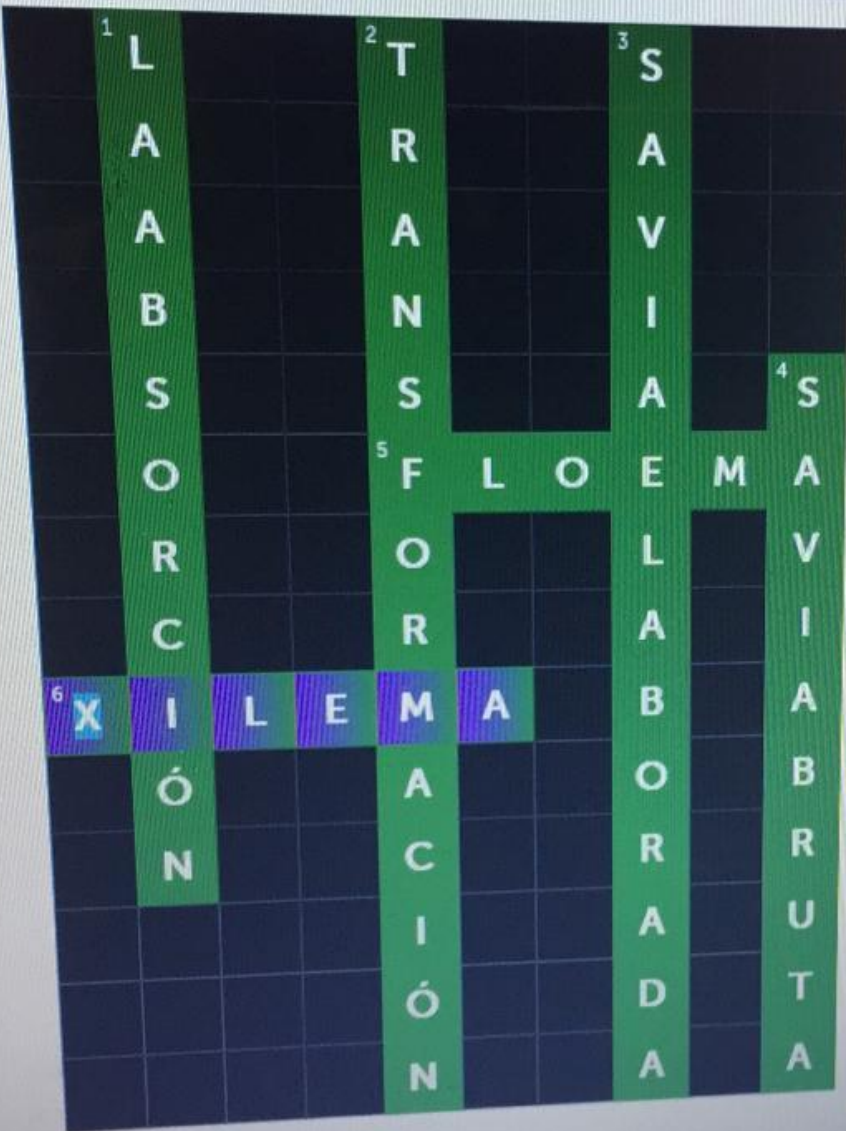 1 LAABSORCIÓN
2 TRANSFORMACIÓN
3 SAVIAELABORADA
4 SAVIABRUTA
5 FLOEMA
6 XILEMA